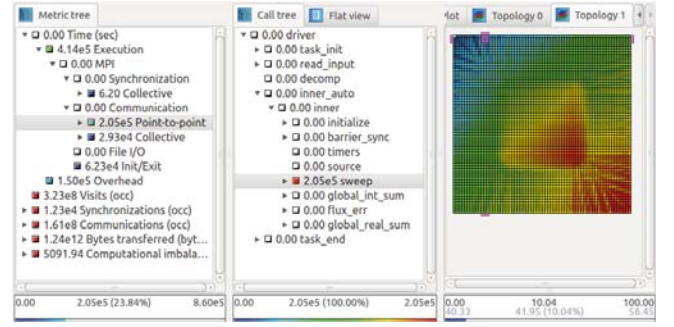 Metric tree
0.00 Time (sec)
4.14e5 Execution
0.00 MPI
0.00 Synchronization
6.20 Collective
0.00 Communication
2.05e5 Point-to-point
2.93e4 Collective
0.00 File I/O
6.23e4 Init/Exit
1.50e5 Overhead
3.23e8 Visits (occ)
1.23e4 Synchronizations (occ)
1.61e8 Communications (occ)
1.24e12 Bytes transferred (byt...
5091.94 Computational imbala...
0.00 2.05e5 (23.84%) 8.60e5
Call tree Flat view
0.00 driver
0.00 task_init
0.00 read_input
0.00 decomp
0.00 inner_auto
0.00 inner
0.00 initialize
0.00 barrier_sync
0.00 timers
0.00 source
2.05e5 sweep
0.00 global_int_sum
0.00 flux_err
0.00 global_real_sum
0.00 task_end
0.00 2.05e5 (100.00%) 2.05e5
lot Topology 0 Topology 1
0.00 10.04 100.00
40.33 41.95 (10.04%) 56.45